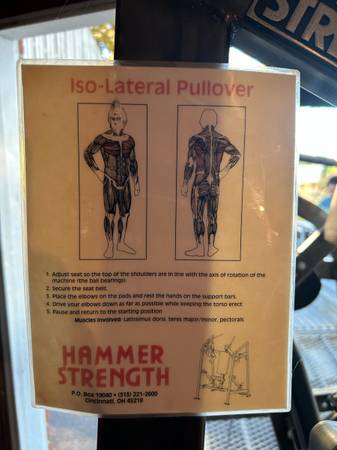 STRE
Iso-Lateral Pullover
1. Adjust seat so the top of the shoulders are in line with the axis of rotation of the
machine (the ball bearings).
2. Secure the seat belt.
3. Place the elbows on the pads and rest the hands on the support bars.
4. Drive your elbows down as far as possible while keeping the torso erect
5. Pause and return to the starting position
Muscles Involved: Latissimus dorsi, teres major/minor, pectorals
HAMMER
STRENGTH
P.O. Box 19040 • (513) 221-2600
Cincinnati, OH 45219